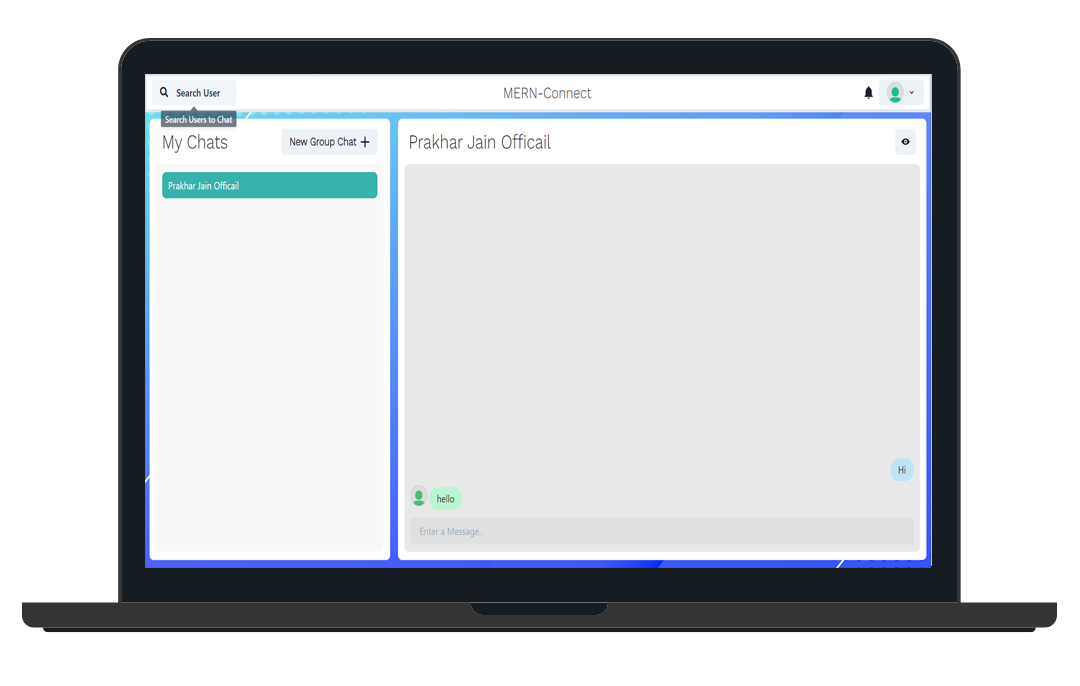 Search User
MERN-Connect
Search Users to Chat
My Chats
New Group Chat
Prakhar Jain Officail
Prakhar Jain Officail
Hi
hello
Enter a Message..